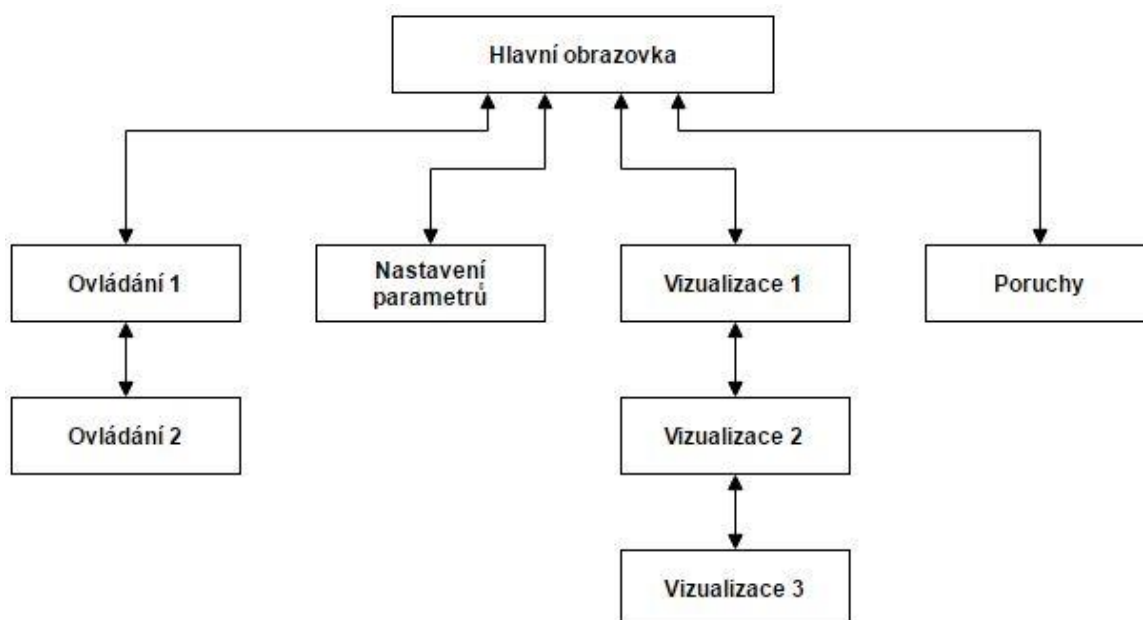 Hlavní obrazovka
Ovládání 1
Nastavení
parametrů
Vizualizace 1
Poruchy
Ovládání 2
Vizualizace 2
Vizualizace 3